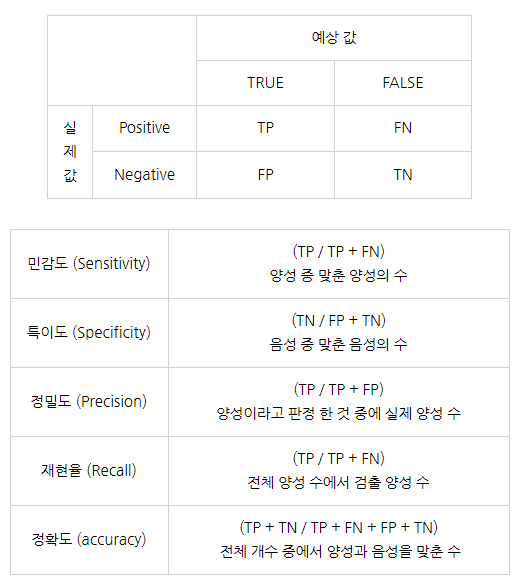 예상 값
TRUE FALSE
실제값
Positive TP FN
Negative FP TN
민감도 (Sensitivity)
(TP / TP + FN)
양성 중 맞춘 양성의 수
특이도 (Specificity)
(TN / FP + TN)
음성 중 맞춘 음성의 수
정밀도 (Precision)
(TP / TP + FP)
양성이라고 판정 한 것 중에 실제 양성 수
재현율 (Recall)
(TP / TP + FN)
전체 양성 수에서 검출 양성 수
정확도 (accuracy)
(TP + TN / TP + FN + FP + TN)
전체 개수 중에서 양성과 음성을 맞춘 수